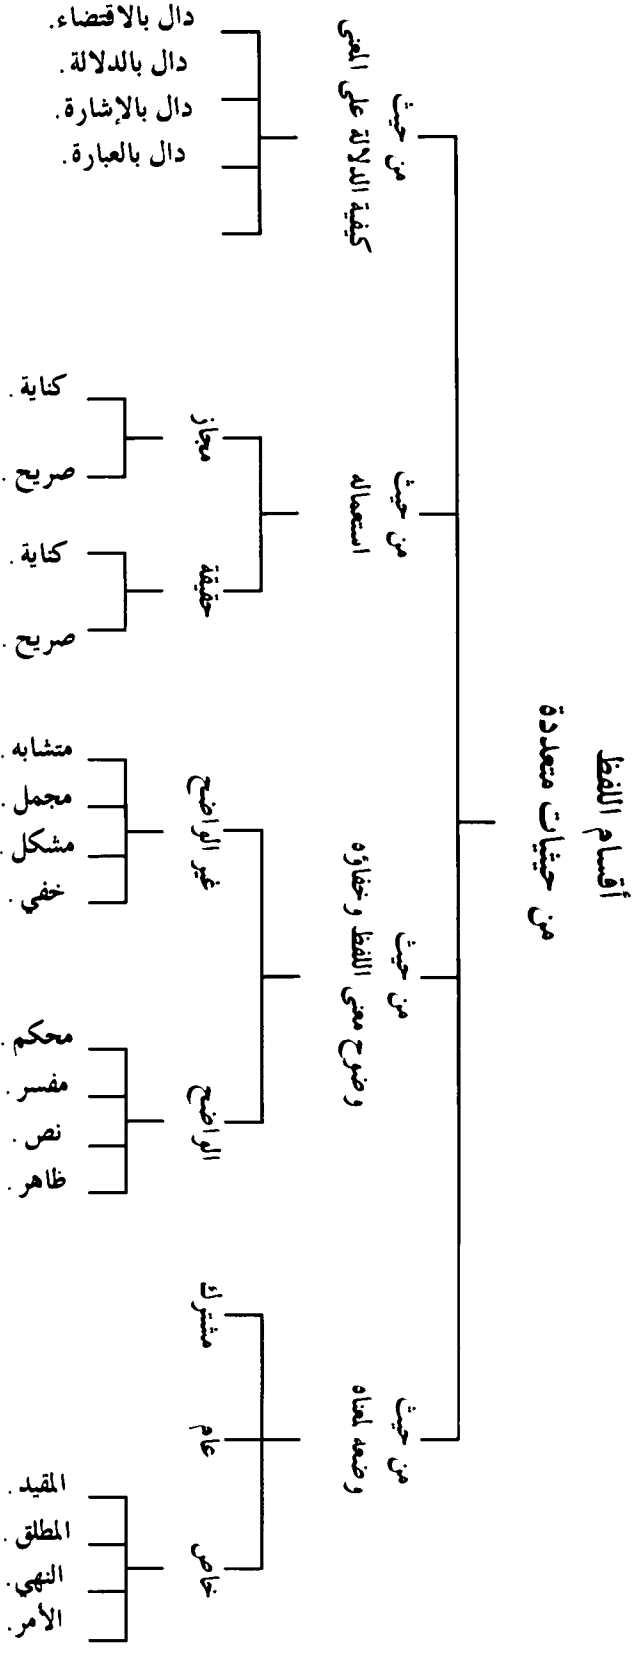 أقسام اللفظ
من حيثيات متعددة
من حيث
وضعه لمعناه
خاص
الأمر.
النهي.
المطلق.
المقيد.
عام
مشترك
من حيث
وضوح معنى اللفظ وخفاؤه
الواضح
ظاهر.
نص.
مفسر.
محكم.
غير الواضح
خفي.
مشكل.
مجمل.
متشابه.
من حيث
استعماله
حقيقة
صريح.
كناية.
مجاز
صريح.
كناية.
من حيث
كيفية الدلالة على المعنى
دال بالعبارة.
دال بالإشارة.
دال بالدلالة.
دال بالاقتضاء.